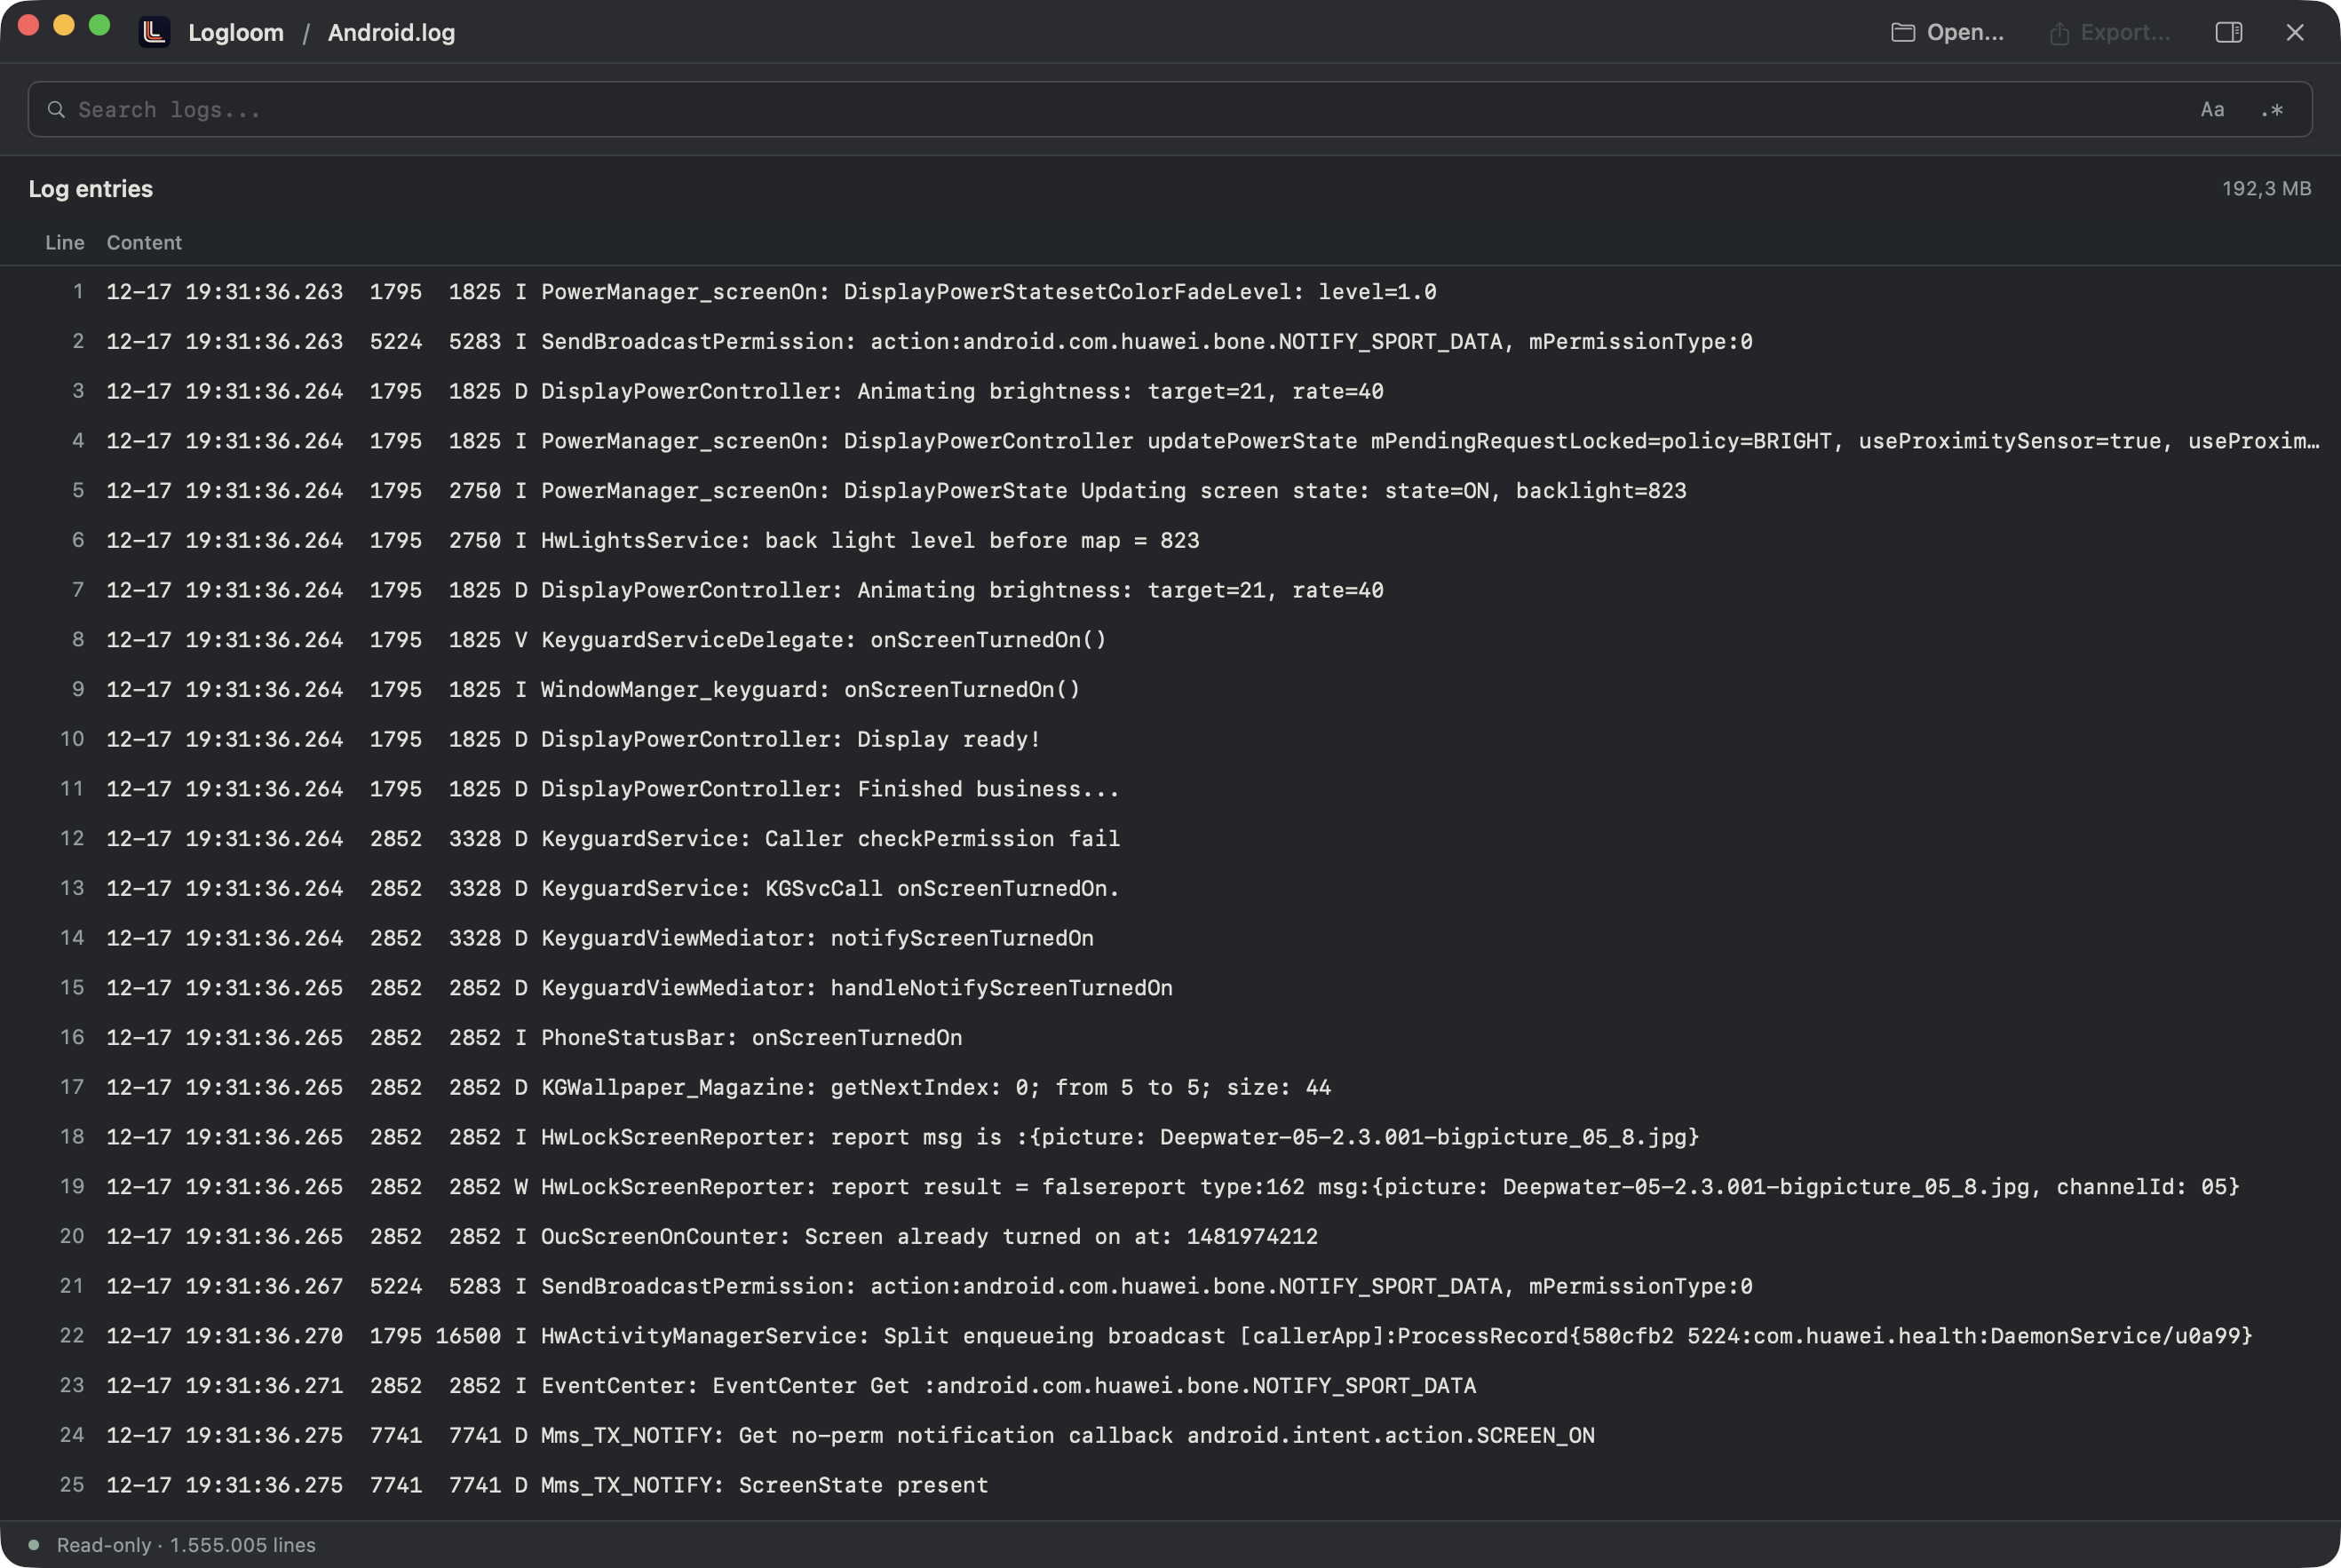 Logloom / Android.log Open... Export...
Search logs... Aa .*
Log entries 192,3 MB
Line Content
1 12-17 19:31:36.263  1795  1825 I PowerManager_screenOn: DisplayPowerStatesetColorFadeLevel: level=1.0
2 12-17 19:31:36.263  5224  5283 I SendBroadcastPermission: action:android.com.huawei.bone.NOTIFY_SPORT_DATA, mPermissionType:0
3 12-17 19:31:36.264  1795  1825 D DisplayPowerController: Animating brightness: target=21, rate=40
4 12-17 19:31:36.264  1795  1825 I PowerManager_screenOn: DisplayPowerController updatePowerState mPendingRequestLocked=policy=BRIGHT, useProximitySensor=true, useProxim…
5 12-17 19:31:36.264  1795  2750 I PowerManager_screenOn: DisplayPowerState Updating screen state: state=ON, backlight=823
6 12-17 19:31:36.264  1795  2750 I HwLightsService: back light level before map = 823
7 12-17 19:31:36.264  1795  1825 D DisplayPowerController: Animating brightness: target=21, rate=40
8 12-17 19:31:36.264  1795  1825 V KeyguardServiceDelegate: onScreenTurnedOn()
9 12-17 19:31:36.264  1795  1825 I WindowManger_keyguard: onScreenTurnedOn()
10 12-17 19:31:36.264  1795  1825 D DisplayPowerController: Display ready!
11 12-17 19:31:36.264  1795  1825 D DisplayPowerController: Finished business...
12 12-17 19:31:36.264  2852  3328 D KeyguardService: Caller checkPermission fail
13 12-17 19:31:36.264  2852  3328 D KeyguardService: KGSvcCall onScreenTurnedOn.
14 12-17 19:31:36.264  2852  3328 D KeyguardViewMediator: notifyScreenTurnedOn
15 12-17 19:31:36.265  2852  2852 D KeyguardViewMediator: handleNotifyScreenTurnedOn
16 12-17 19:31:36.265  2852  2852 I PhoneStatusBar: onScreenTurnedOn
17 12-17 19:31:36.265  2852  2852 D KGWallpaper_Magazine: getNextIndex: 0; from 5 to 5; size: 44
18 12-17 19:31:36.265  2852  2852 I HwLockScreenReporter: report msg is :{picture: Deepwater-05-2.3.001-bigpicture_05_8.jpg}
19 12-17 19:31:36.265  2852  2852 W HwLockScreenReporter: report result = falsereport type:162 msg:{picture: Deepwater-05-2.3.001-bigpicture_05_8.jpg, channelId: 05}
20 12-17 19:31:36.265  2852  2852 I OucScreenOnCounter: Screen already turned on at: 1481974212
21 12-17 19:31:36.267  5224  5283 I SendBroadcastPermission: action:android.com.huawei.bone.NOTIFY_SPORT_DATA, mPermissionType:0
22 12-17 19:31:36.270  1795 16500 I HwActivityManagerService: Split enqueueing broadcast [callerApp]:ProcessRecord{580cfb2 5224:com.huawei.health:DaemonService/u0a99}
23 12-17 19:31:36.271  2852  2852 I EventCenter: EventCenter Get :android.com.huawei.bone.NOTIFY_SPORT_DATA
24 12-17 19:31:36.275  7741  7741 D Mms_TX_NOTIFY: Get no-perm notification callback android.intent.action.SCREEN_ON
25 12-17 19:31:36.275  7741  7741 D Mms_TX_NOTIFY: ScreenState present
Read-only · 1.555.005 lines